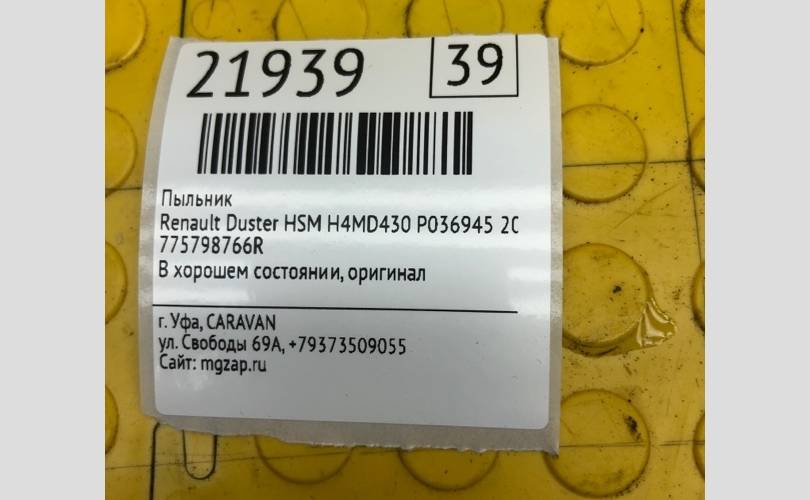 21939 39
Пыльник
Renault Duster HSM H4MD430 P036945 20
775798766R
В хорошем состоянии, оригинал
г. Уфа, CARAVAN
ул. Свободы 69А, +79373509055
Сайт: mgzap.ru